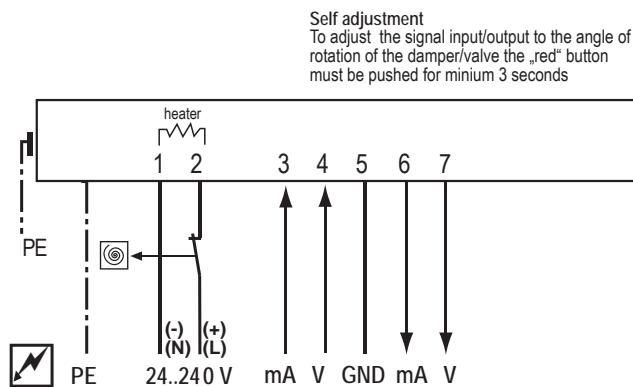 Self adjustment
To adjust the signal input/output to the angle of
rotation of the damper/valve the „red“ button
must be pushed for minium 3 seconds
heater
1 2 3 4 5 6 7
PE
(-) (+)
(N) (L)
PE 24..240 V mA V GND mA V